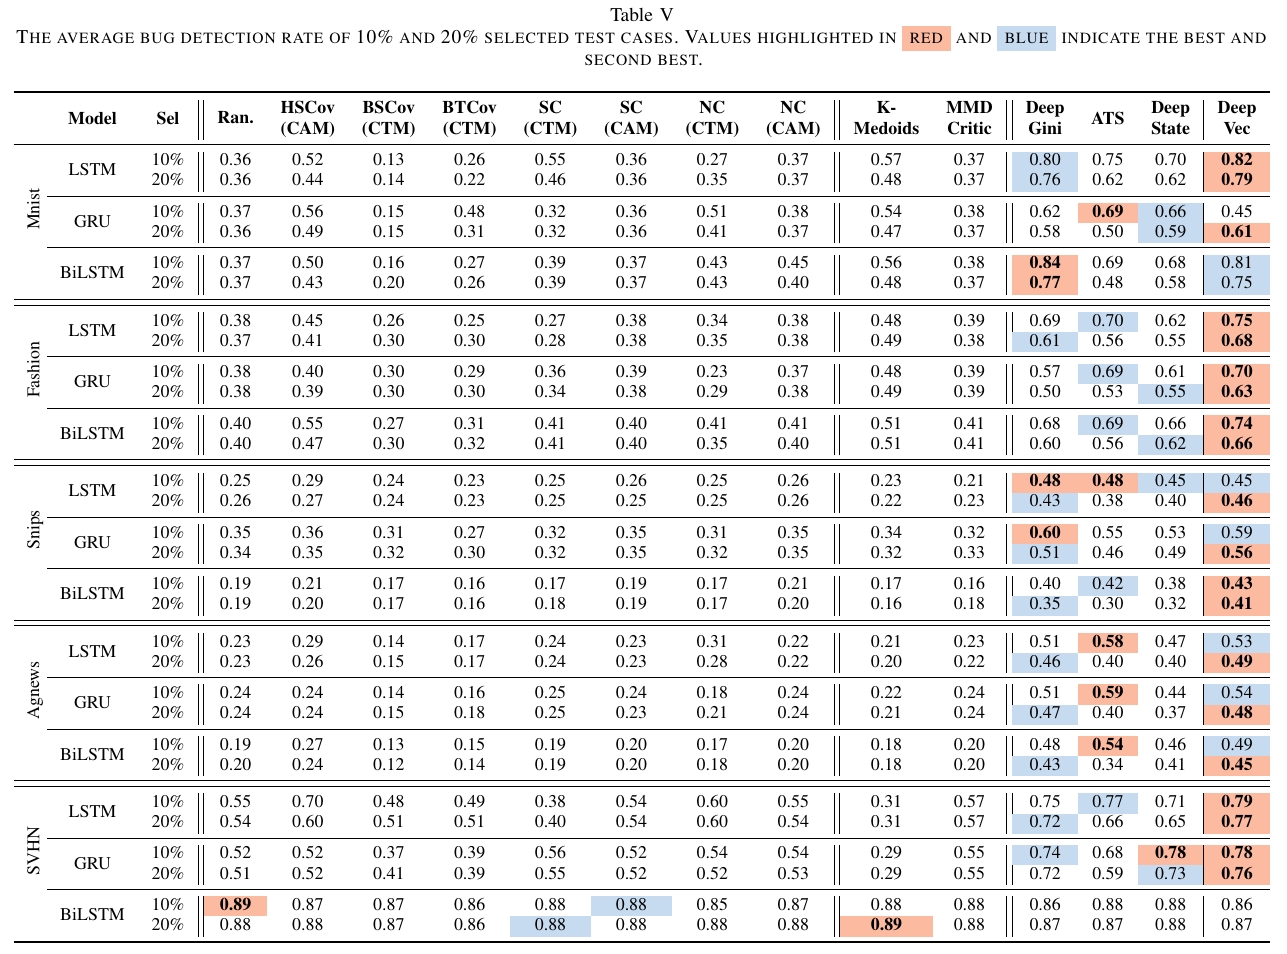 Table V
THE AVERAGE BUG DETECTION RATE OF 10% AND 20% SELECTED TEST CASES. VALUES HIGHLIGHTED IN RED AND BLUE INDICATE THE BEST AND
SECOND BEST.
Model Sel Ran. HSCov (CAM) BSCov (CTM) BTCov (CTM) SC (CTM) SC (CAM) NC (CTM) NC (CAM) K-Medoids MMD Critic Deep Gini ATS Deep State Deep Vec
Mnist
LSTM
10% 0.36 0.52 0.13 0.26 0.55 0.36 0.27 0.37 0.57 0.37 0.80 0.75 0.70 0.82
20% 0.36 0.44 0.14 0.22 0.46 0.36 0.35 0.37 0.48 0.37 0.76 0.62 0.62 0.79
GRU
10% 0.37 0.56 0.15 0.48 0.32 0.36 0.51 0.38 0.54 0.38 0.62 0.69 0.66 0.45
20% 0.36 0.49 0.15 0.31 0.32 0.36 0.41 0.37 0.47 0.37 0.58 0.50 0.59 0.61
BiLSTM
10% 0.37 0.50 0.16 0.27 0.39 0.37 0.43 0.45 0.56 0.38 0.84 0.69 0.68 0.81
20% 0.37 0.43 0.20 0.26 0.39 0.37 0.43 0.40 0.48 0.37 0.77 0.48 0.58 0.75
Fashion
LSTM
10% 0.38 0.45 0.26 0.25 0.27 0.38 0.34 0.38 0.48 0.39 0.69 0.70 0.62 0.75
20% 0.37 0.41 0.30 0.30 0.28 0.38 0.35 0.38 0.49 0.38 0.61 0.56 0.55 0.68
GRU
10% 0.38 0.40 0.30 0.29 0.36 0.39 0.23 0.37 0.48 0.39 0.57 0.69 0.61 0.70
20% 0.38 0.39 0.30 0.30 0.34 0.38 0.29 0.38 0.49 0.39 0.50 0.53 0.55 0.63
BiLSTM
10% 0.40 0.55 0.27 0.31 0.41 0.40 0.41 0.41 0.51 0.41 0.68 0.69 0.66 0.74
20% 0.40 0.47 0.30 0.32 0.41 0.40 0.35 0.40 0.51 0.41 0.60 0.56 0.62 0.66
Snips
LSTM
10% 0.25 0.29 0.24 0.23 0.25 0.26 0.25 0.26 0.23 0.21 0.48 0.48 0.45 0.45
20% 0.26 0.27 0.24 0.23 0.25 0.25 0.25 0.26 0.22 0.23 0.43 0.38 0.40 0.46
GRU
10% 0.35 0.36 0.31 0.27 0.32 0.35 0.31 0.35 0.34 0.32 0.60 0.55 0.53 0.59
20% 0.34 0.35 0.32 0.30 0.32 0.35 0.32 0.35 0.32 0.33 0.51 0.46 0.49 0.56
BiLSTM
10% 0.19 0.21 0.17 0.16 0.17 0.19 0.17 0.21 0.17 0.16 0.40 0.42 0.38 0.43
20% 0.19 0.20 0.17 0.16 0.18 0.19 0.17 0.20 0.16 0.18 0.35 0.30 0.32 0.41
Agnews
LSTM
10% 0.23 0.29 0.14 0.17 0.24 0.23 0.31 0.22 0.21 0.23 0.51 0.58 0.47 0.53
20% 0.23 0.26 0.15 0.17 0.24 0.23 0.28 0.22 0.20 0.22 0.46 0.40 0.40 0.49
GRU
10% 0.24 0.24 0.14 0.16 0.25 0.24 0.18 0.24 0.22 0.24 0.51 0.59 0.44 0.54
20% 0.24 0.24 0.15 0.18 0.25 0.23 0.21 0.24 0.21 0.24 0.47 0.40 0.37 0.48
BiLSTM
10% 0.19 0.27 0.13 0.15 0.19 0.20 0.17 0.20 0.18 0.20 0.48 0.54 0.46 0.49
20% 0.20 0.24 0.12 0.14 0.19 0.20 0.18 0.20 0.18 0.20 0.43 0.34 0.41 0.45
SVHN
LSTM
10% 0.55 0.70 0.48 0.49 0.38 0.54 0.60 0.55 0.31 0.57 0.75 0.77 0.71 0.79
20% 0.54 0.60 0.51 0.51 0.40 0.54 0.60 0.54 0.31 0.57 0.72 0.66 0.65 0.77
GRU
10% 0.52 0.52 0.37 0.39 0.56 0.52 0.54 0.54 0.29 0.55 0.74 0.68 0.78 0.78
20% 0.51 0.52 0.41 0.39 0.55 0.52 0.52 0.53 0.29 0.55 0.72 0.59 0.73 0.76
BiLSTM
10% 0.89 0.87 0.87 0.86 0.88 0.88 0.85 0.87 0.88 0.88 0.86 0.88 0.88 0.86
20% 0.88 0.88 0.87 0.86 0.88 0.88 0.88 0.88 0.89 0.88 0.87 0.87 0.88 0.87